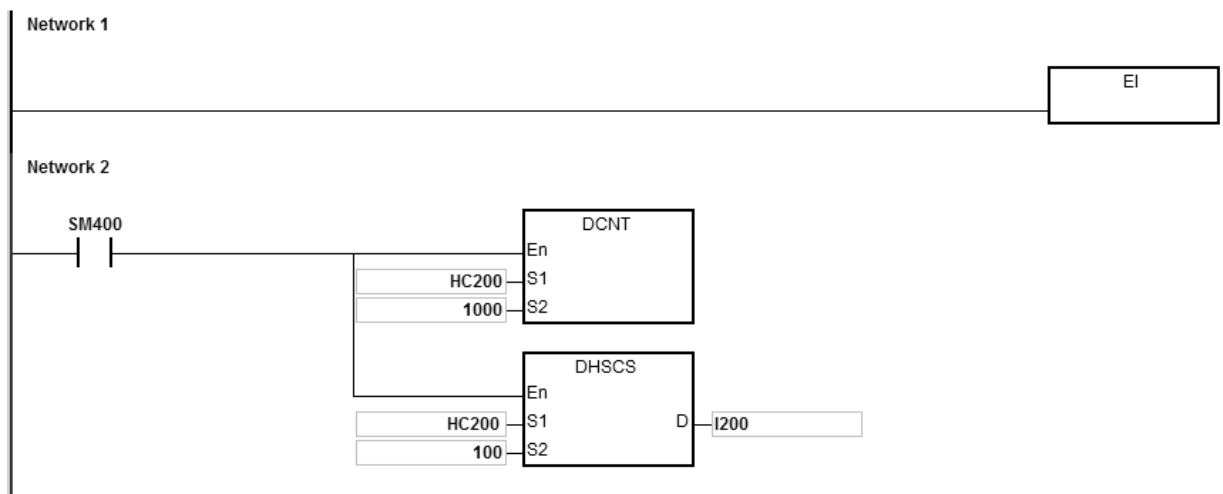 Network 1
EI
Network 2
SM400
DCNT
En
HC200 S1
1000 S2
DHSCS
En
HC200 S1 D I200
100 S2